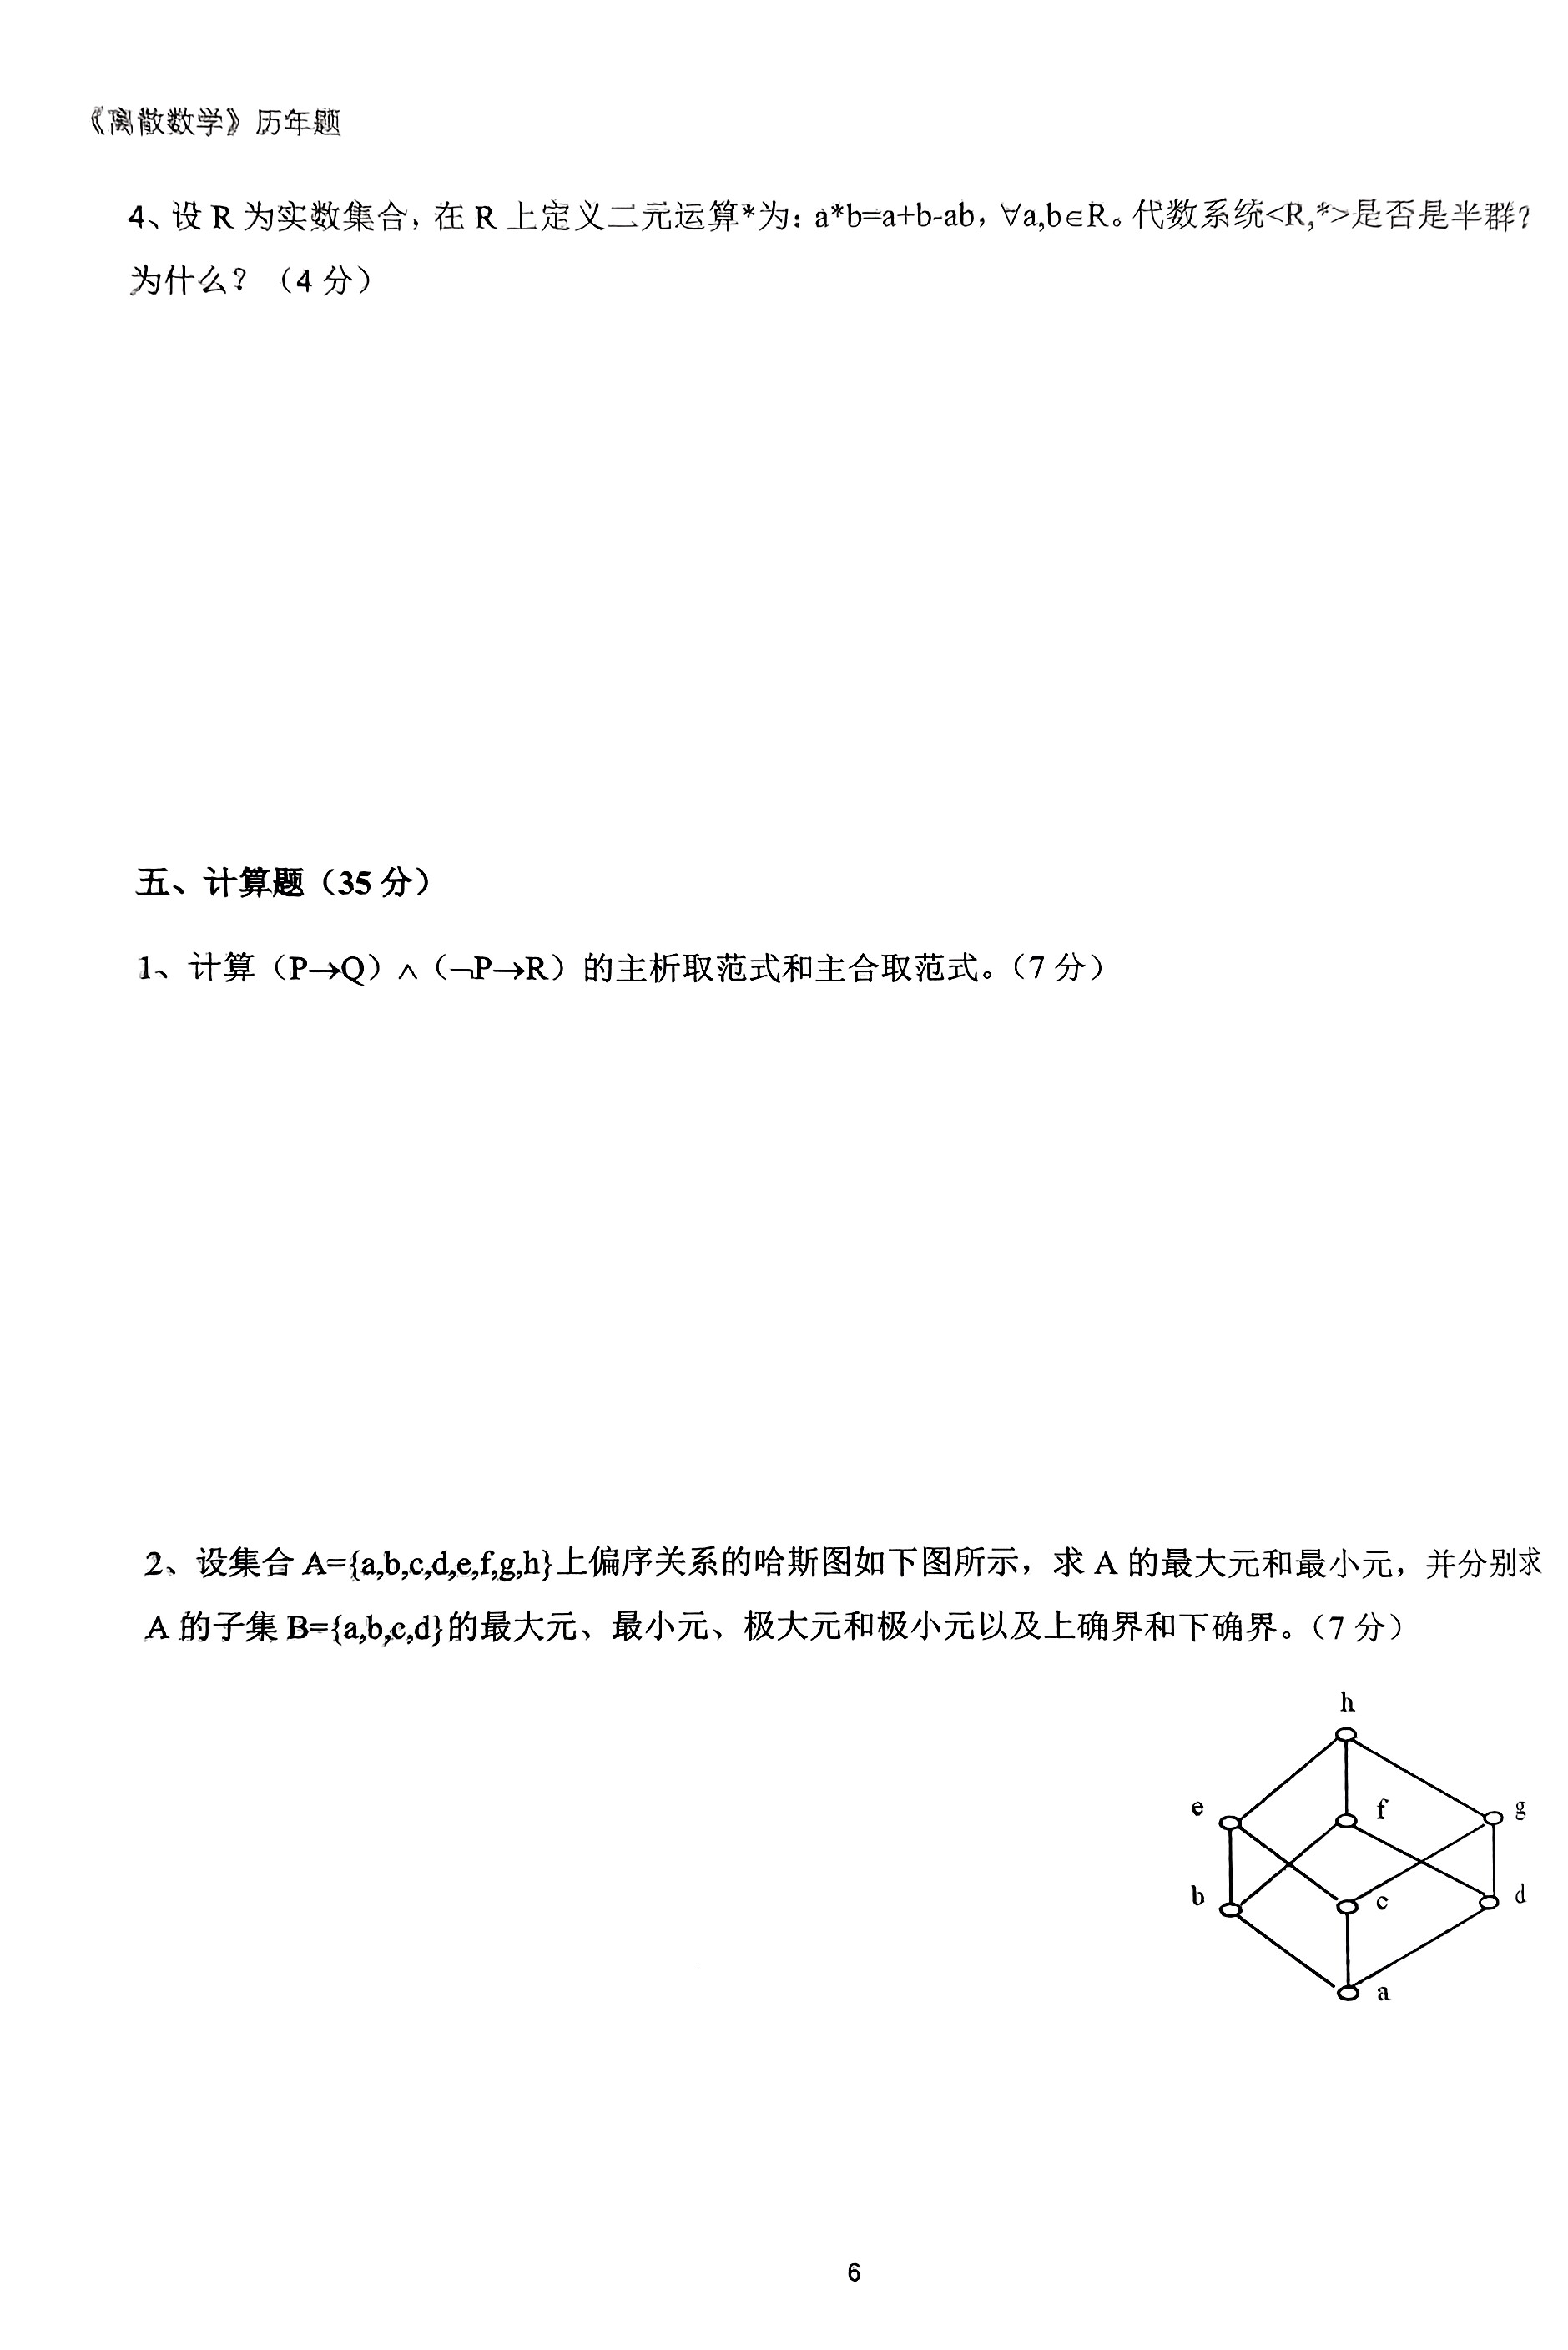 《离散数学》历年题
4、设 R 为实数集合，在 R 上定义二元运算*为：a*b=a+b-ab，∀a,b∈R。代数系统<R,*>是否是半群？
为什么？（4 分）
五、计算题（35 分）
1、计算（P→Q）∧（¬P→R）的主析取范式和主合取范式。（7 分）
2、设集合 A={a,b,c,d,e,f,g,h}上偏序关系的哈斯图如下图所示，求 A 的最大元和最小元，并分别求
A 的子集 B={a,b,c,d}的最大元、最小元、极大元和极小元以及上确界和下确界。（7 分）
h
e f g
b c d
a
6